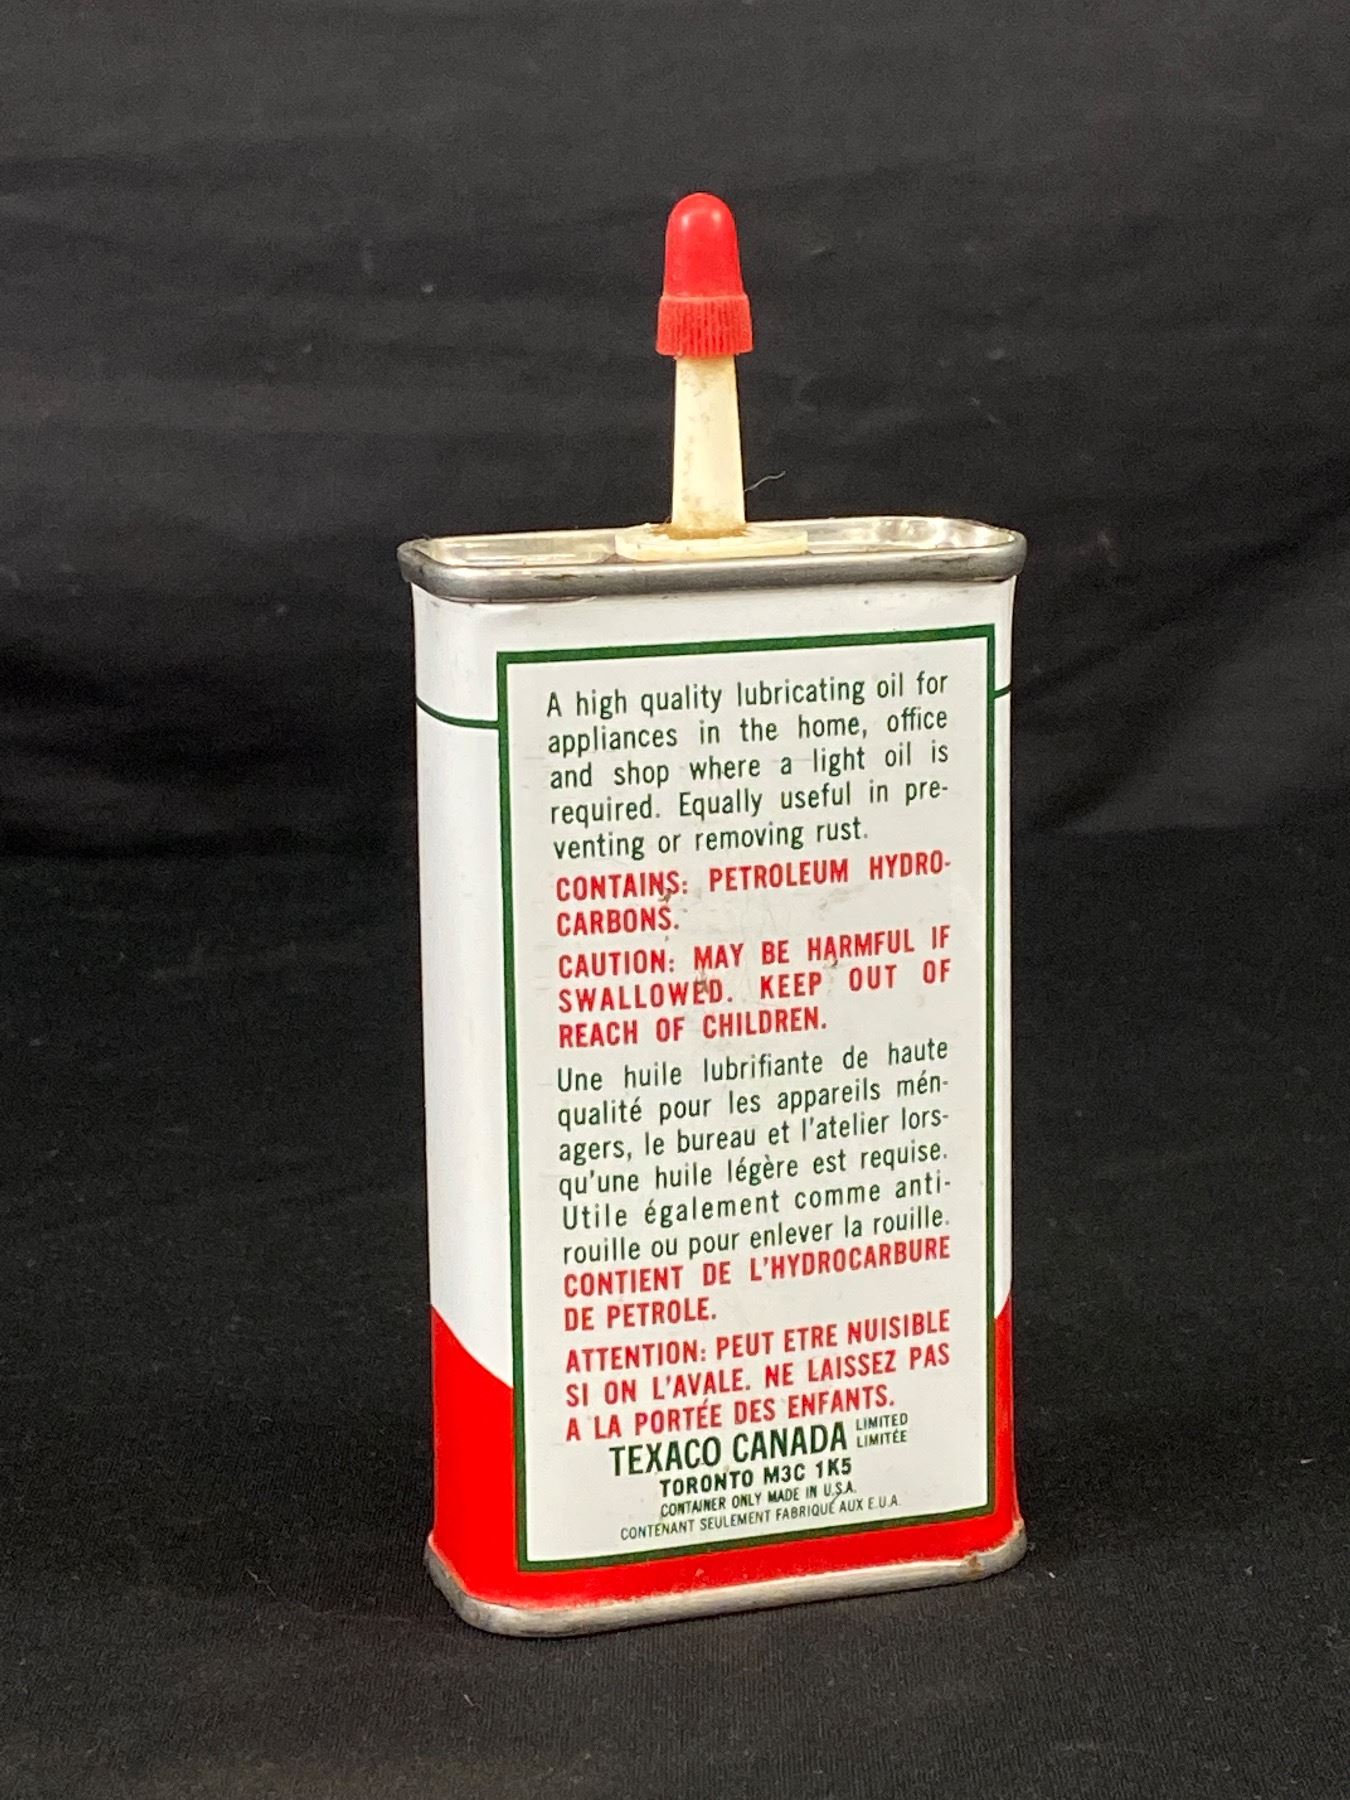 A high quality lubricating oil for
appliances in the home, office
and shop where a light oil is
required. Equally useful in pre-
venting or removing rust.
CONTAINS: PETROLEUM HYDRO-
CARBONS.
CAUTION: MAY BE HARMFUL IF
SWALLOWED. KEEP OUT OF
REACH OF CHILDREN.
Une huile lubrifiante de haute
qualité pour les appareils mén-
agers, le bureau et l'atelier lors-
qu'une huile légère est requise.
Utile également comme anti-
rouille ou pour enlever la rouille.
CONTIENT DE L'HYDROCARBURE
DE PETROLE.
ATTENTION: PEUT ETRE NUISIBLE
SI ON L'AVALE. NE LAISSEZ PAS
A LA PORTÉE DES ENFANTS.
TEXACO CANADA LIMITED
LIMITÉE
TORONTO M3C 1K5
CONTAINER ONLY MADE IN U.S.A.
CONTENANT SEULEMENT FABRIQUÉ AUX E.U.A.